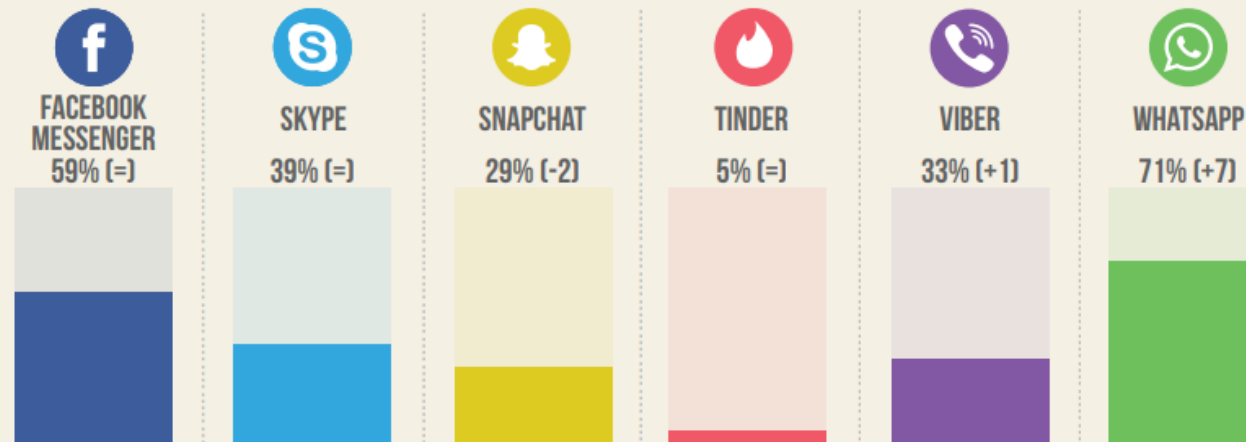 FACEBOOK
MESSENGER
59% (=)
SKYPE
39% (=)
SNAPCHAT
29% (-2)
TINDER
5% (=)
VIBER
33% (+1)
WHATSAPP
71% (+7)